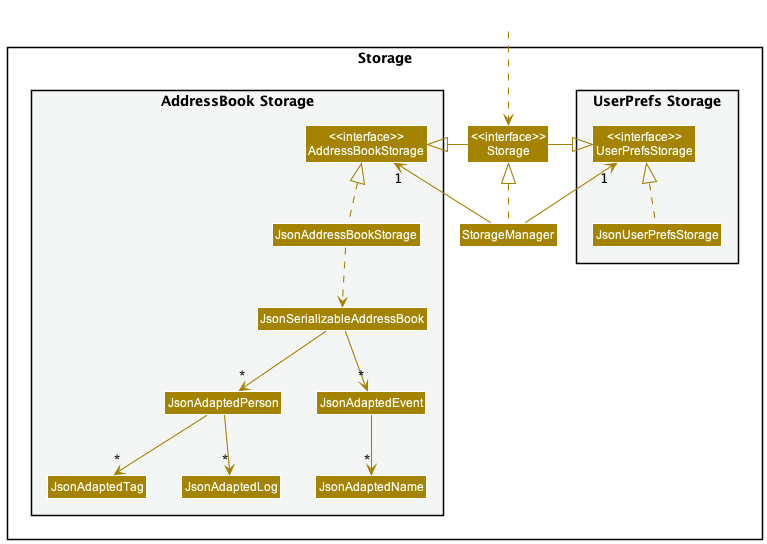 Storage
AddressBook Storage
UserPrefs Storage
<<interface>>
AddressBookStorage
<<interface>>
Storage
<<interface>>
UserPrefsStorage
1
1
JsonAddressBookStorage
StorageManager
JsonUserPrefsStorage
JsonSerializableAddressBook
*
*
JsonAdaptedPerson
JsonAdaptedEvent
*
*
*
JsonAdaptedTag
JsonAdaptedLog
JsonAdaptedName